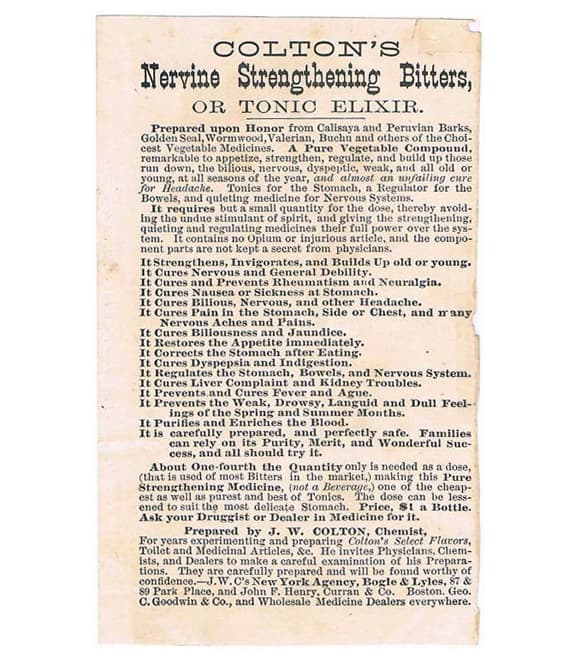 COLTON'S
Nervine Strengthening Bitters,
OR TONIC ELIXIR.
Prepared upon Honor from Calisaya and Peruvian Barks,
Golden Seal, Wormwood, Valerian, Buchu and others of the Choi-
cest Vegetable Medicines. A Pure Vegetable Compound,
remarkable to appetize, strengthen, regulate, and build up those
run down, the bilious, nervous, dyspeptic, weak, and all old or
young, at all seasons of the year, and almost an unfailing cure
for Headache. Tonics for the Stomach, a Regulator for the
Bowels, and quieting medicine for Nervous Systems.
It requires but a small quantity for the dose, thereby avoid-
ing the undue stimulant of spirit, and giving the strengthening,
quieting and regulating medicines their full power over the sys-
tem. It contains no Opium or injurious article, and the compo-
nent parts are not kept a secret from physicians.
It Strengthens, Invigorates, and Builds Up old or young.
It Cures Nervous and General Debility.
It Cures and Prevents Rheumatism and Neuralgia.
It Cures Nausea or Sickness at Stomach.
It Cures Bilious, Nervous, and other Headache.
It Cures Pain in the Stomach, Side or Chest, and many
Nervous Aches and Pains.
It Cures Biliousness and Jaundice.
It Restores the Appetite immediately.
It Corrects the Stomach after Eating.
It Cures Dyspepsia and Indigestion.
It Regulates the Stomach, Bowels, and Nervous System.
It Cures Liver Complaint and Kidney Troubles.
It Prevents and Cures Fever and Ague.
It Prevents the Weak, Drowsy, Languid and Dull Feel-
ings of the Spring and Summer Months.
It Purifies and Enriches the Blood.
It is carefully prepared, and perfectly safe. Families
can rely on its Purity, Merit, and Wonderful Suc-
cess, and all should try it.
About One-fourth the Quantity only is needed as a dose,
(that is used of most Bitters in the market,) making this Pure
Strengthening Medicine, (not a Beverage,) one of the cheap-
est as well as purest and best of Tonics. The dose can be less-
ened to suit the most delicate Stomach. Price, $1 a Bottle.
Ask your Druggist or Dealer in Medicine for it.
Prepared by J. W. COLTON, Chemist,
For years experimenting and preparing Colton's Select Flavors,
Toilet and Medicinal Articles, &c. He invites Physicians, Chem-
ists, and Dealers to make a careful examination of his Prepara-
tions. They are carefully prepared and will be found worthy of
confidence.—J. W. C's New York Agency, Bogle & Lyles, 87 &
89 Park Place, and John F. Henry, Curran & Co. Boston. Geo.
C. Goodwin & Co., and Wholesale Medicine Dealers everywhere.